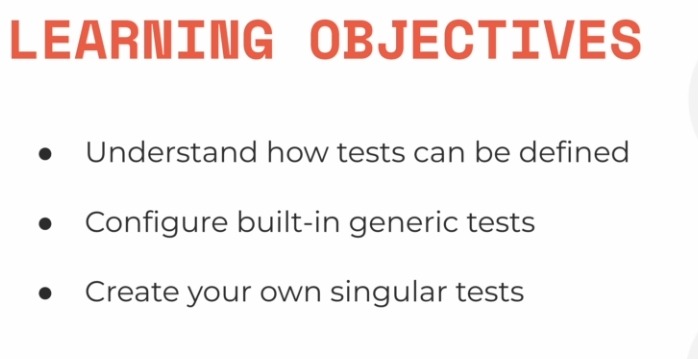 LEARNING OBJECTIVES
● Understand how tests can be defined
● Configure built-in generic tests
● Create your own singular tests